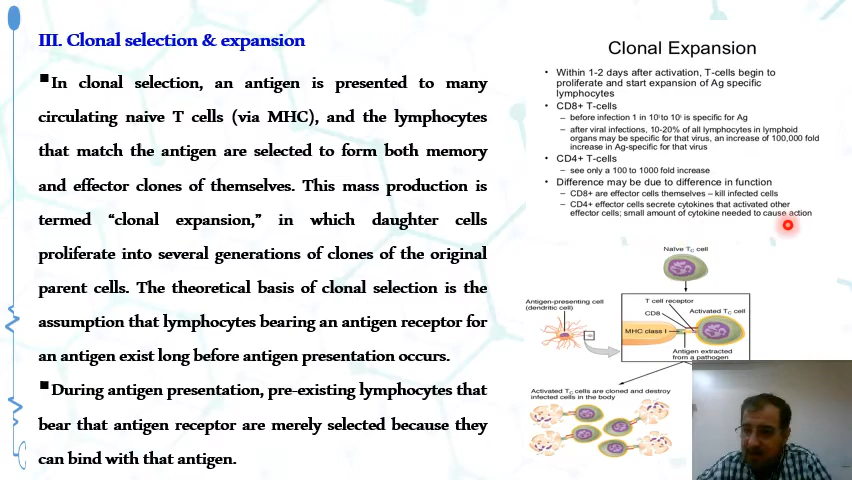 III. Clonal selection & expansion
▪In clonal selection, an antigen is presented to many
circulating naive T cells (via MHC), and the lymphocytes
that match the antigen are selected to form both memory
and effector clones of themselves. This mass production is
termed “clonal expansion,” in which daughter cells
proliferate into several generations of clones of the original
parent cells. The theoretical basis of clonal selection is the
assumption that lymphocytes bearing an antigen receptor for
an antigen exist long before antigen presentation occurs.
▪During antigen presentation, pre-existing lymphocytes that
bear that antigen receptor are merely selected because they
can bind with that antigen.
Clonal Expansion
• Within 1-2 days after activation, T-cells begin to
proliferate and start expansion of Ag specific
lymphocytes
• CD8+ T-cells
– before infection 1 in to is specific for Ag
– after viral infections, 10-20% of all lymphocytes in lymphoid
organs may be specific for that virus, an increase of 100,000 fold
increase in Ag-specific for that virus
• CD4+ T-cells
– see only a 100 to 1000 fold increase
• Difference may be due to difference in function
– CD8+ are effector cells themselves – kill infected cells
– CD4+ effector cells secrete cytokines that activated other
effector cells; small amount of cytokine needed to cause action
Naïve TC cell
Antigen-presenting cell
(dendritic cell)
T cell receptor
CD8
Activated TC cell
MHC class I
Antigen extracted
from a pathogen
Activated TC cells are cloned and destroy
infected cells in the body